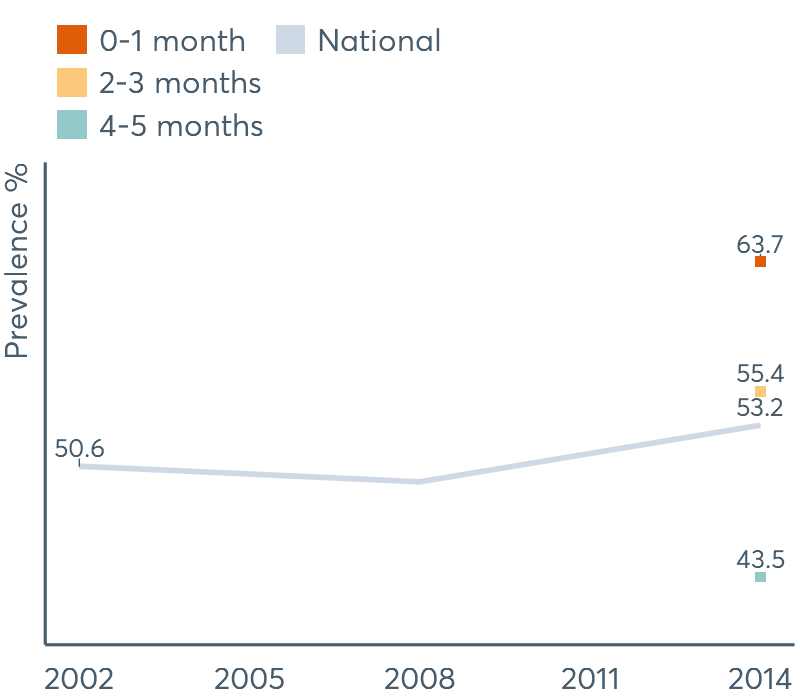 0-1 month
National
2-3 months
4-5 months
Prevalence %
63.7
55.4
53.2
50.6
43.5
2002 2005 2008 2011 2014